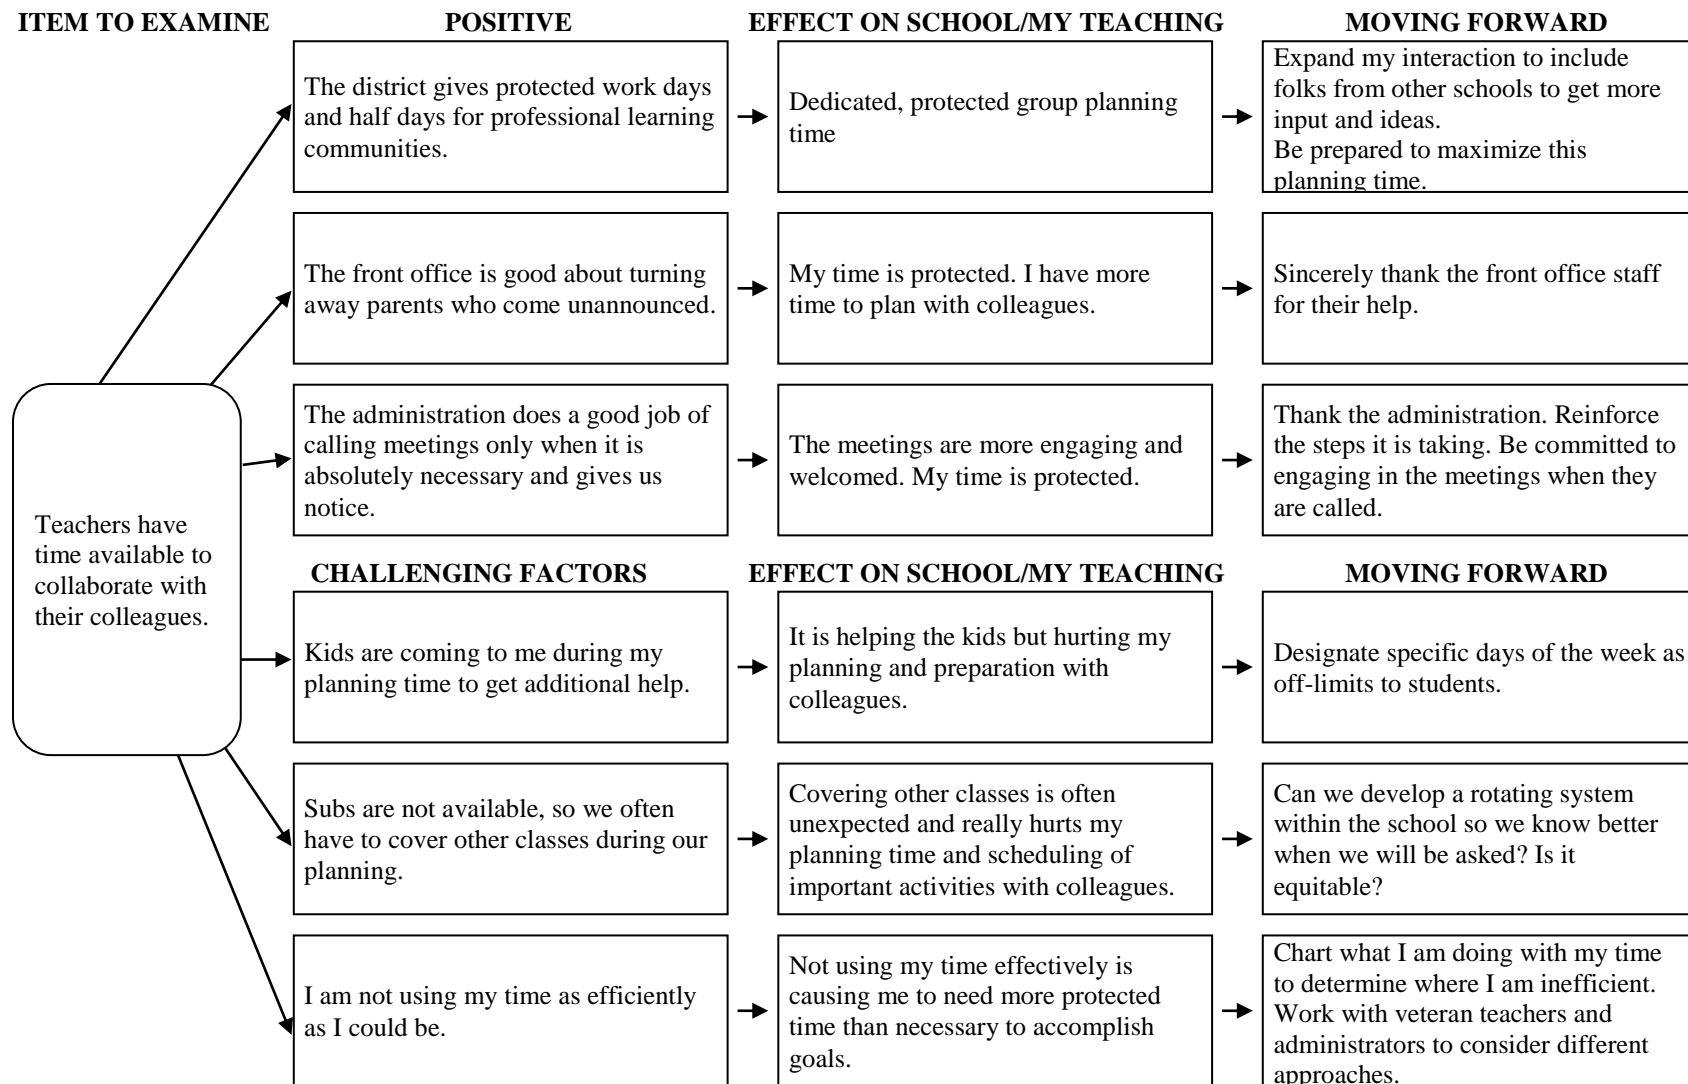 ITEM TO EXAMINE
POSITIVE
EFFECT ON SCHOOL/MY TEACHING
MOVING FORWARD
The district gives protected work days
and half days for professional learning
communities.
Dedicated, protected group planning
time
Expand my interaction to include
folks from other schools to get more
input and ideas.
Be prepared to maximize this
planning time.
The front office is good about turning
away parents who come unannounced.
My time is protected. I have more
time to plan with colleagues.
Sincerely thank the front office staff
for their help.
The administration does a good job of
calling meetings only when it is
absolutely necessary and gives us
notice.
The meetings are more engaging and
welcomed. My time is protected.
Thank the administration. Reinforce
the steps it is taking. Be committed to
engaging in the meetings when they
are called.
Teachers have
time available to
collaborate with
their colleagues.
CHALLENGING FACTORS
EFFECT ON SCHOOL/MY TEACHING
MOVING FORWARD
Kids are coming to me during my
planning time to get additional help.
It is helping the kids but hurting my
planning and preparation with
colleagues.
Designate specific days of the week as
off-limits to students.
Subs are not available, so we often
have to cover other classes during our
planning.
Covering other classes is often
unexpected and really hurts my
planning time and scheduling of
important activities with colleagues.
Can we develop a rotating system
within the school so we know better
when we will be asked? Is it
equitable?
I am not using my time as efficiently
as I could be.
Not using my time effectively is
causing me to need more protected
time than necessary to accomplish
goals.
Chart what I am doing with my time
to determine where I am inefficient.
Work with veteran teachers and
administrators to consider different
approaches.